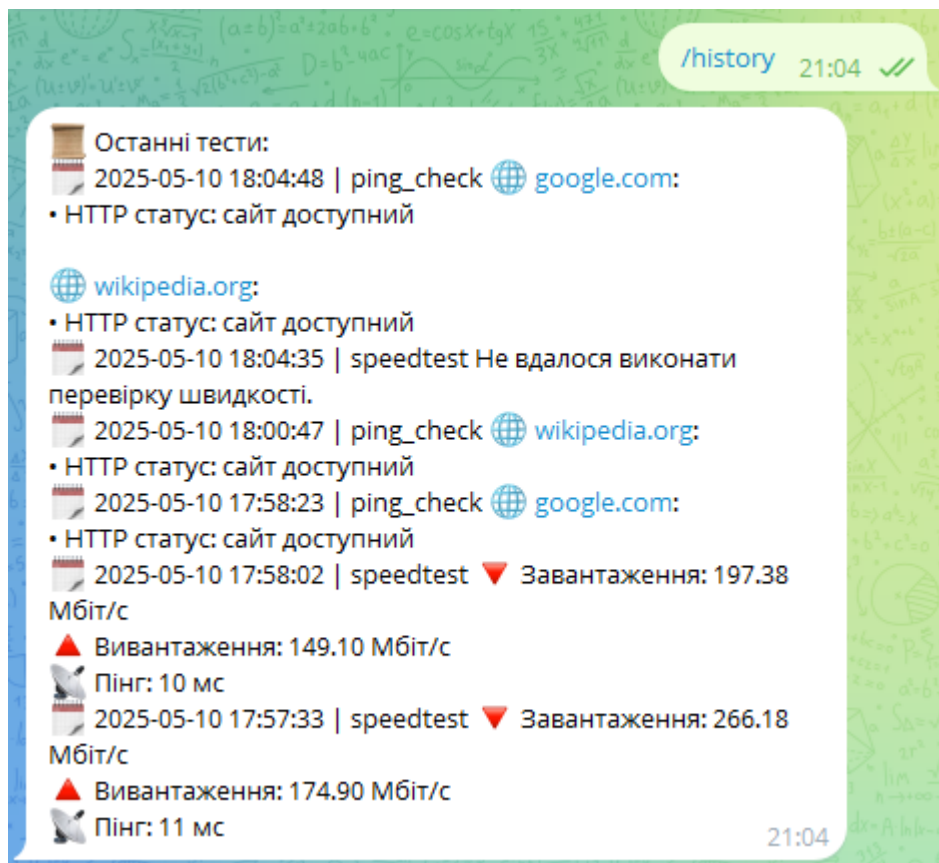 /history 21:04
Останні тести:
2025-05-10 18:04:48 | ping_check google.com:
• HTTP статус: сайт доступний
wikipedia.org:
• HTTP статус: сайт доступний
2025-05-10 18:04:35 | speedtest Не вдалося виконати
перевірку швидкості.
2025-05-10 18:00:47 | ping_check wikipedia.org:
• HTTP статус: сайт доступний
2025-05-10 17:58:23 | ping_check google.com:
• HTTP статус: сайт доступний
2025-05-10 17:58:02 | speedtest 🔻 Завантаження: 197.38
Мбіт/с
🔺 Вивантаження: 149.10 Мбіт/с
Пінг: 10 мс
2025-05-10 17:57:33 | speedtest 🔻 Завантаження: 266.18
Мбіт/с
🔺 Вивантаження: 174.90 Мбіт/с
Пінг: 11 мс
21:04